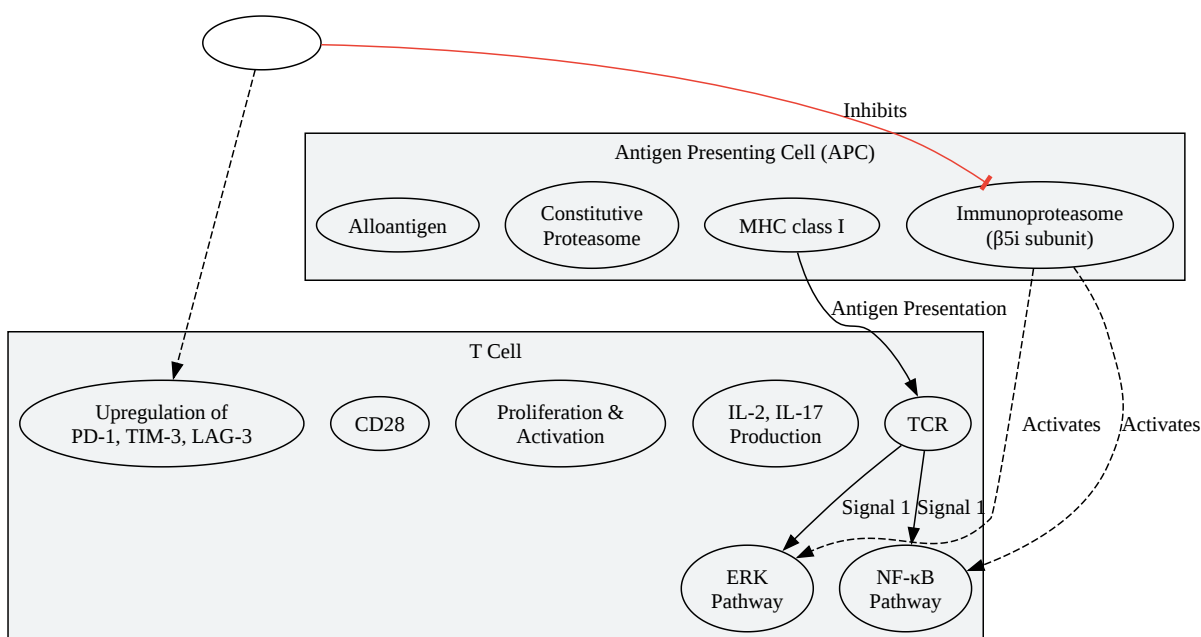 Inhibits
Antigen Presenting Cell (APC)
Alloantigen
Constitutive
Proteasome
MHC class I
Immunoproteasome
(β5i subunit)
Antigen Presentation
T Cell
Upregulation of
PD-1, TIM-3, LAG-3
CD28
Proliferation &
Activation
IL-2, IL-17
Production
TCR
Activates
Activates
Signal 1
Signal 1
ERK
Pathway
NF-κB
Pathway